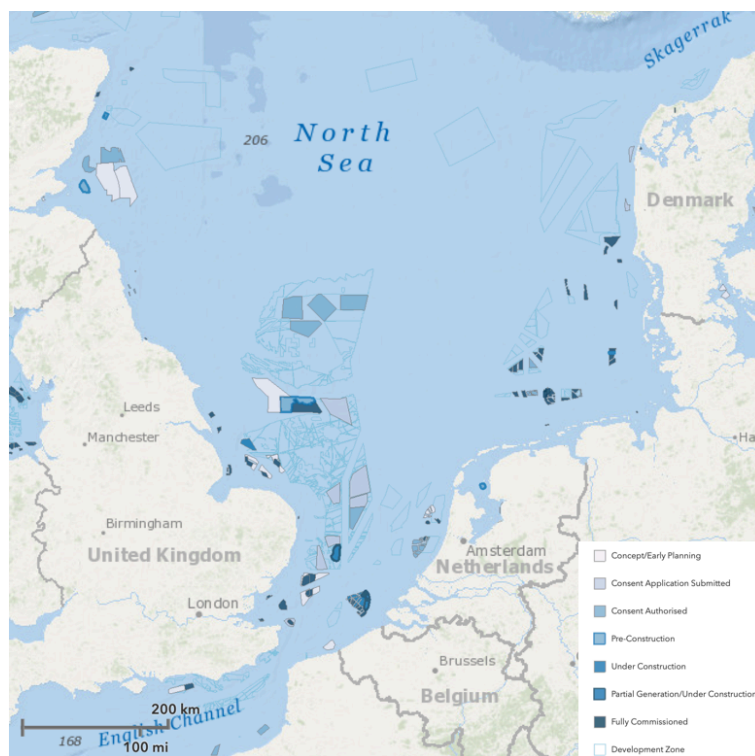 Skagerrak
North
Sea
206
Denmark
Leeds
Manchester
Birmingham
United Kingdom
London
Amsterdam
Netherlands
Brussels
Belgium
Ha
English Channel
200 km
100 mi
168
Concept/Early Planning
Consent Application Submitted
Consent Authorised
Pre-Construction
Under Construction
Partial Generation/Under Construction
Fully Commissioned
Development Zone